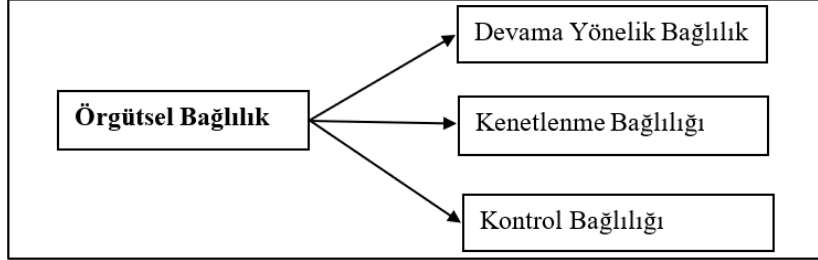 Devama Yönelik Bağlılık
Örgütsel Bağlılık
Kenetlenme Bağlılığı
Kontrol Bağlılığı